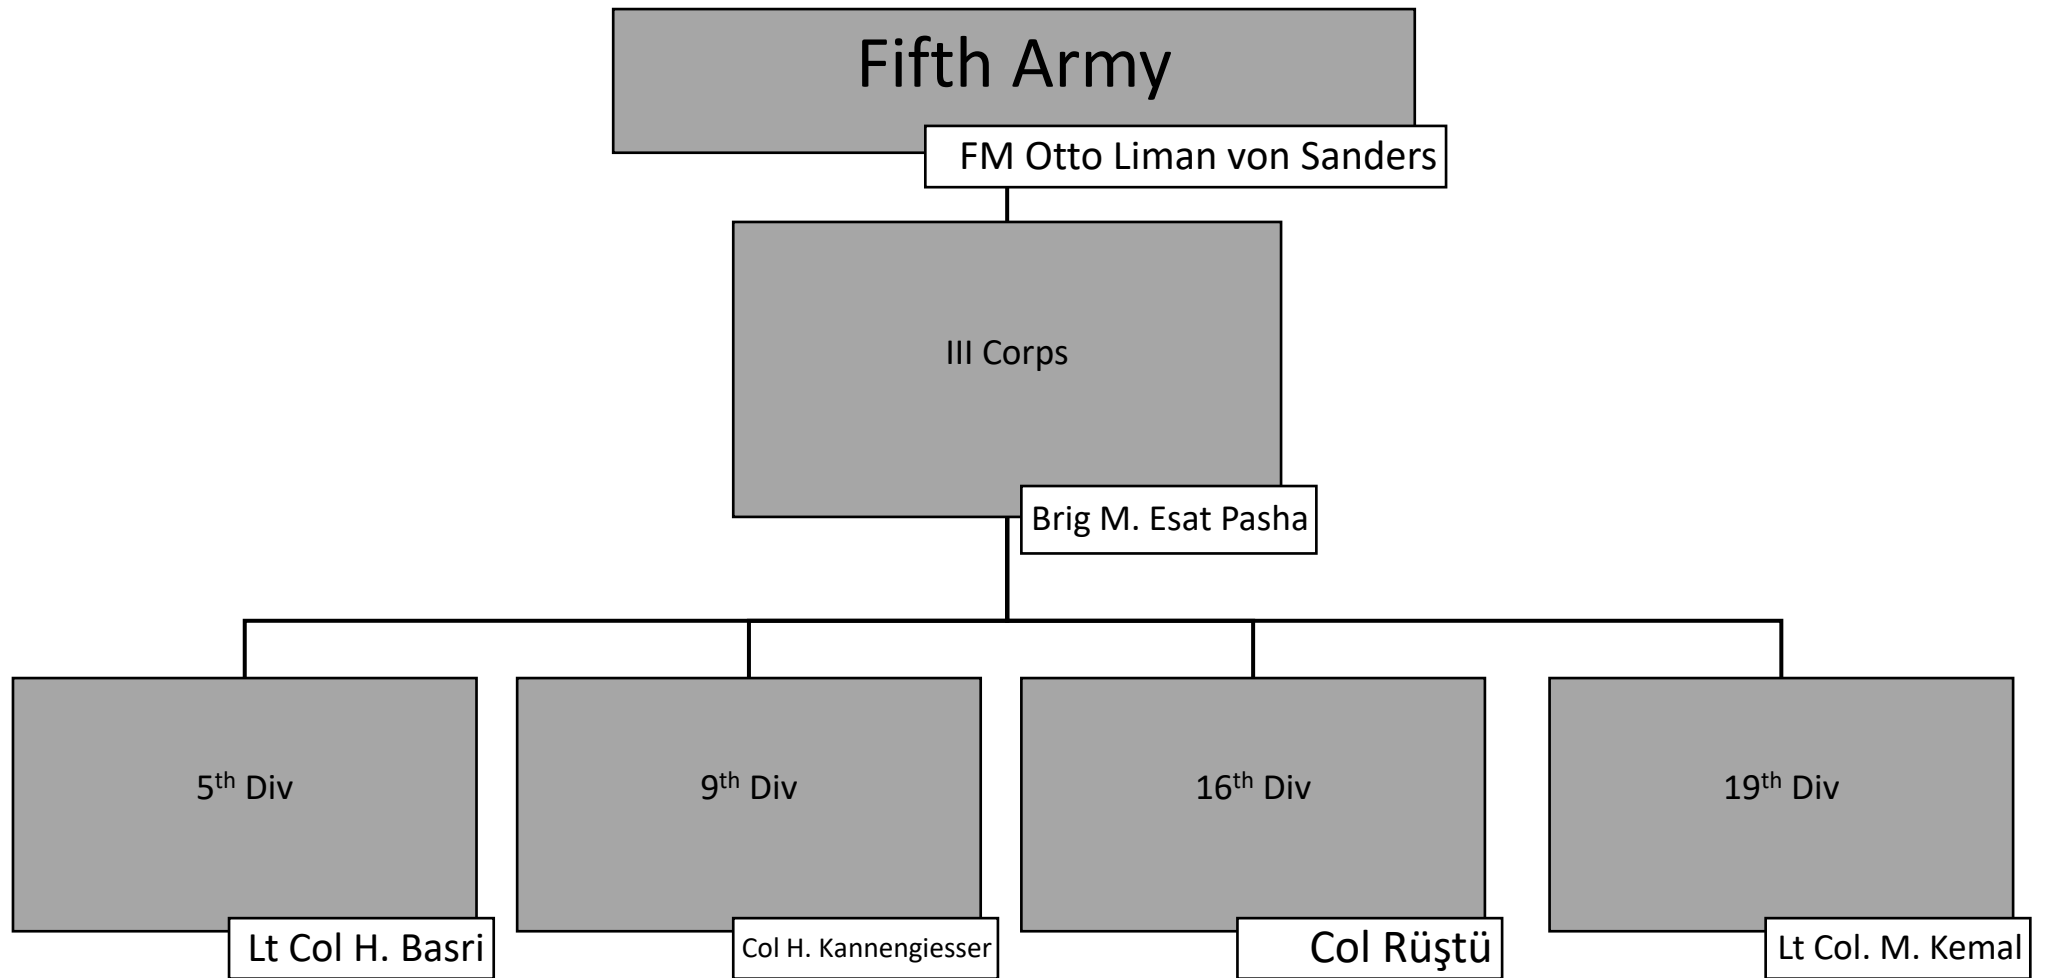 Fifth Army
FM Otto Liman von Sanders
III Corps
Brig M. Esat Pasha
5th Div
9th Div
16th Div
19th Div
Lt Col H. Basri
Col H. Kannengiesser
Col Rüştü
Lt Col. M. Kemal